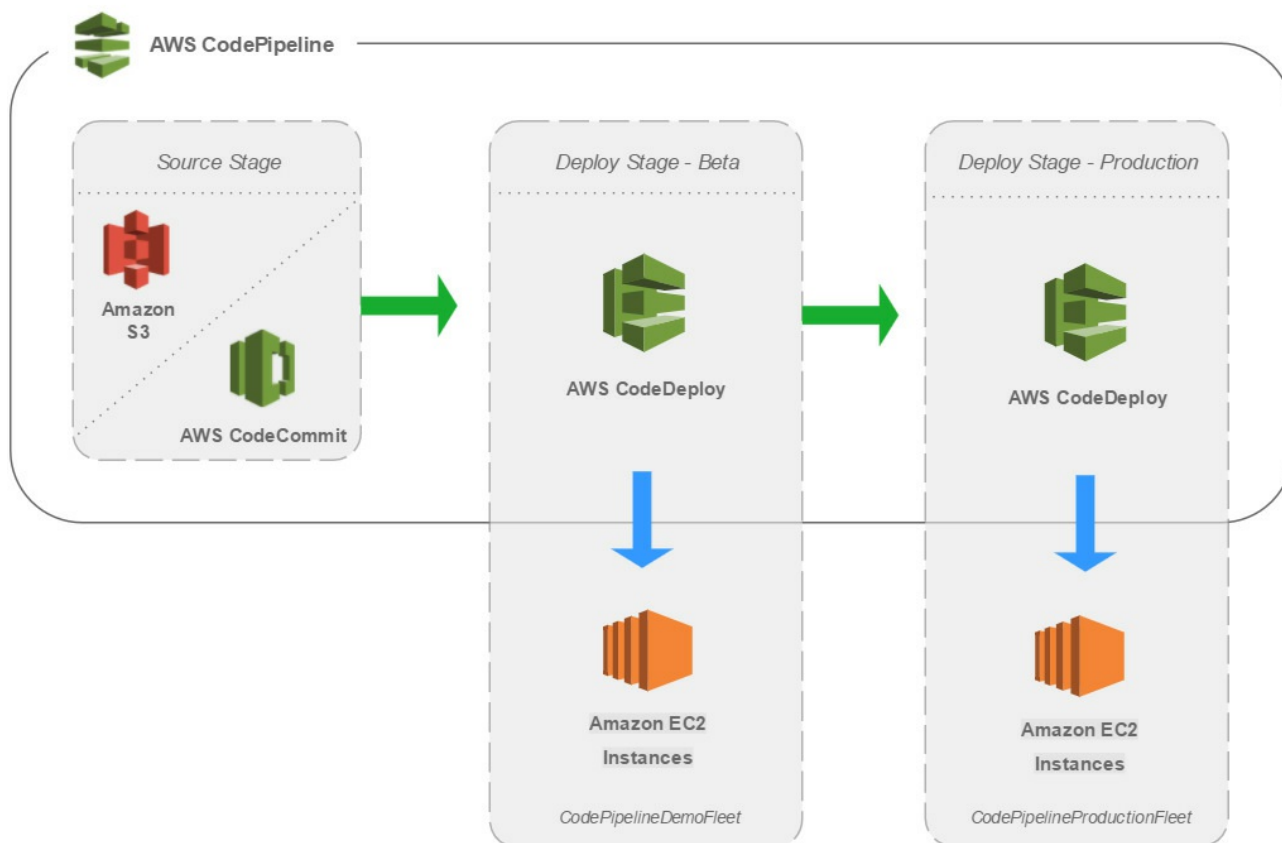 AWS CodePipeline
Source Stage
Amazon
S3
AWS CodeCommit
Deploy Stage - Beta
AWS CodeDeploy
Amazon EC2
Instances
CodePipelineDemoFleet
Deploy Stage - Production
AWS CodeDeploy
Amazon EC2
Instances
CodePipelineProductionFleet